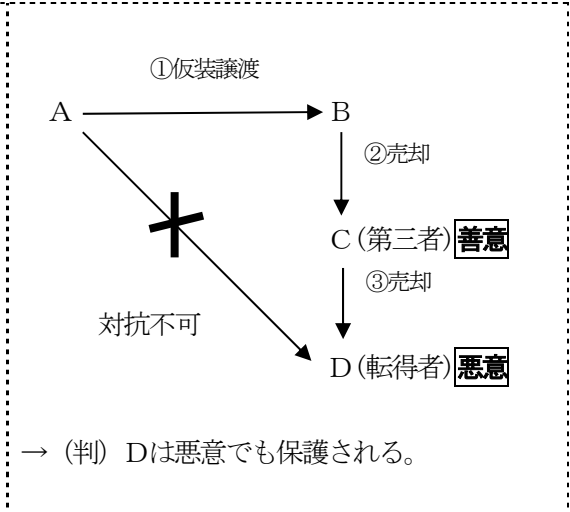 ①仮装譲渡
A B
②売却
C(第三者)善意
③売却
対抗不可
D(転得者)悪意
→(判)Dは悪意でも保護される。